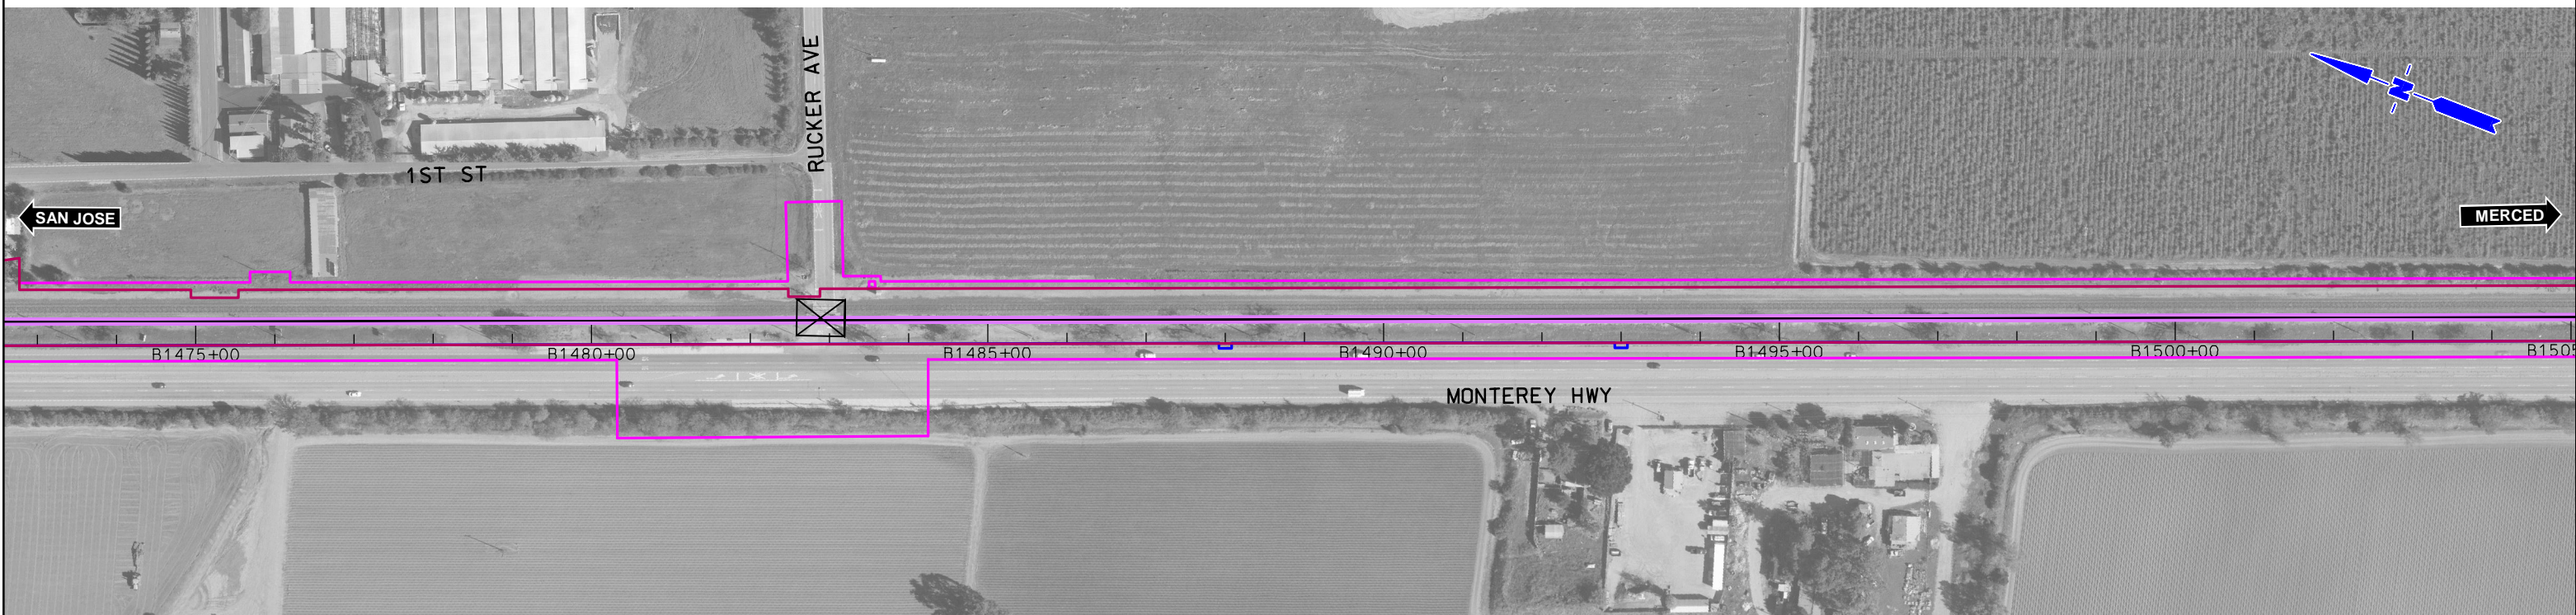 RUCKER AVE
N
1ST ST
SAN JOSE
MERCED
B1475+00
B1480+00
B1485+00
B1490+00
B1495+00
B1500+00
B1505
MONTEREY HWY